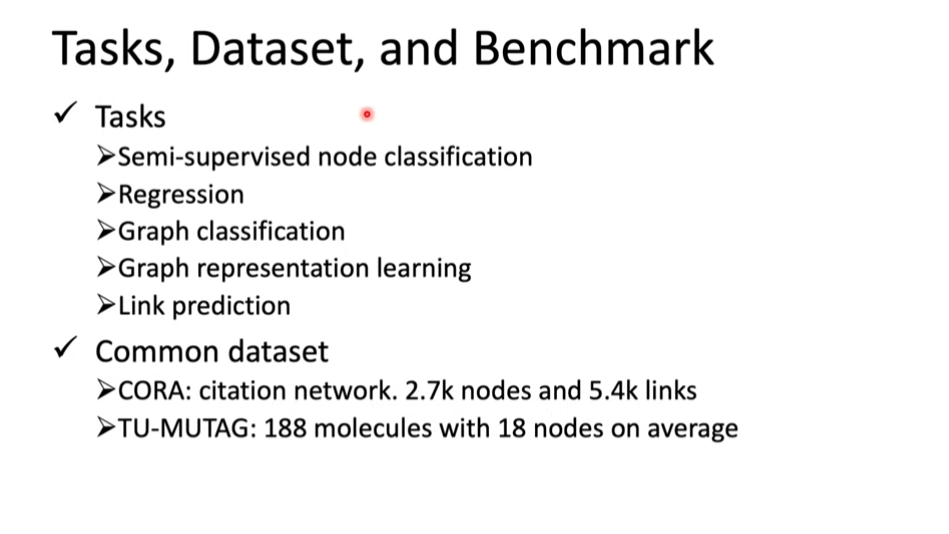 Tasks, Dataset, and Benchmark
✓ Tasks
➢Semi-supervised node classification
➢Regression
➢Graph classification
➢Graph representation learning
➢Link prediction
✓ Common dataset
➢CORA: citation network. 2.7k nodes and 5.4k links
➢TU-MUTAG: 188 molecules with 18 nodes on average